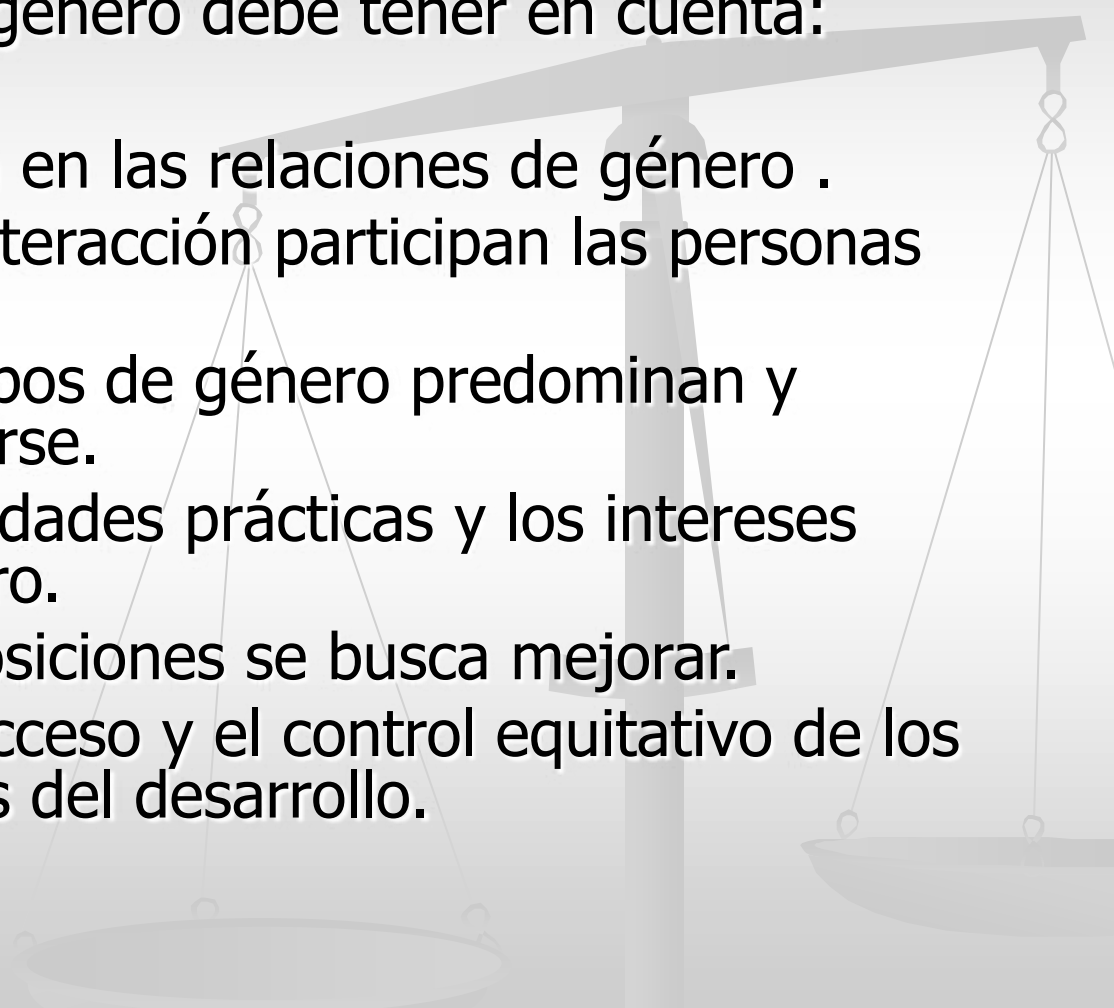 género debe tener en cuenta:
en las relaciones de género .
teracción participan las personas
pos de género predominan y
rse.
dades prácticas y los intereses
ro.
siciones se busca mejorar.
cceso y el control equitativo de los
s del desarrollo.